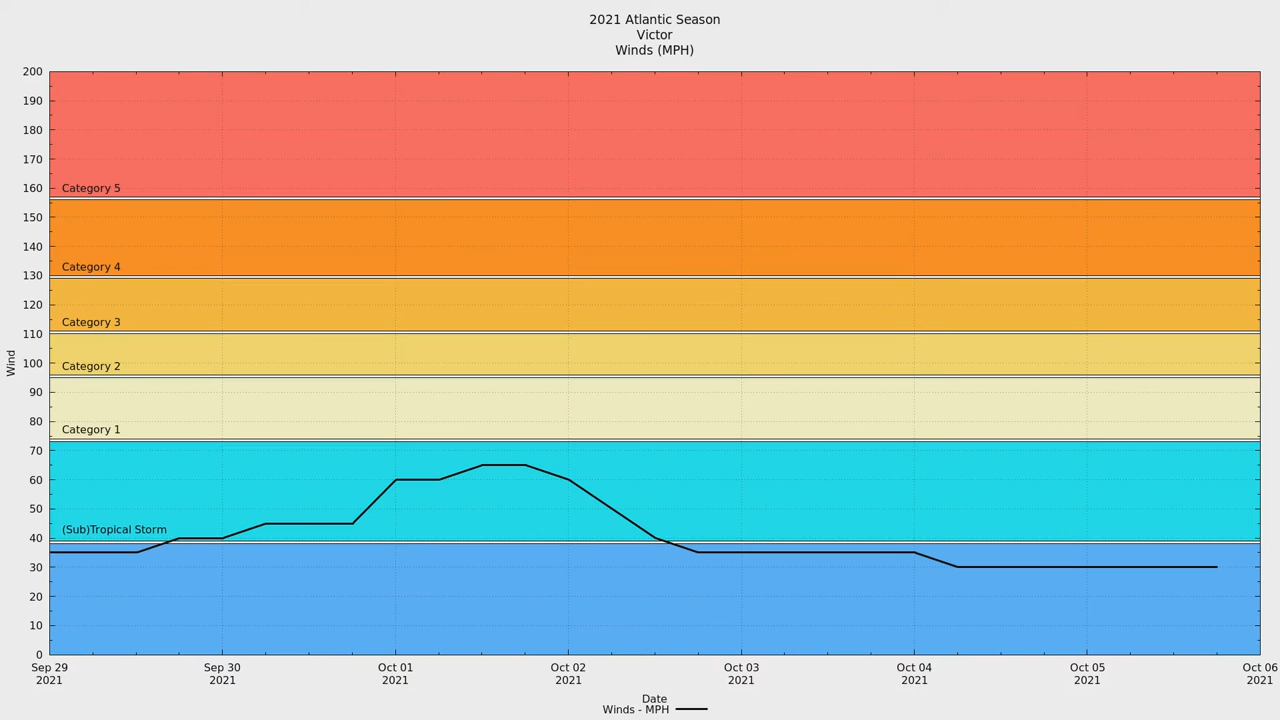 2021 Atlantic Season
Victor
Winds (MPH)
200
190
180
170
160
150
140
130
120
110
100
90
80
70
60
50
40
30
20
10
0
Wind
Category 5
Category 4
Category 3
Category 2
Category 1
(Sub)Tropical Storm
Sep 29 Sep 30 Oct 01 Oct 02 Oct 03 Oct 04 Oct 05 Oct 06
2021 2021 2021 2021 2021 2021 2021 2021
Date
Winds - MPH